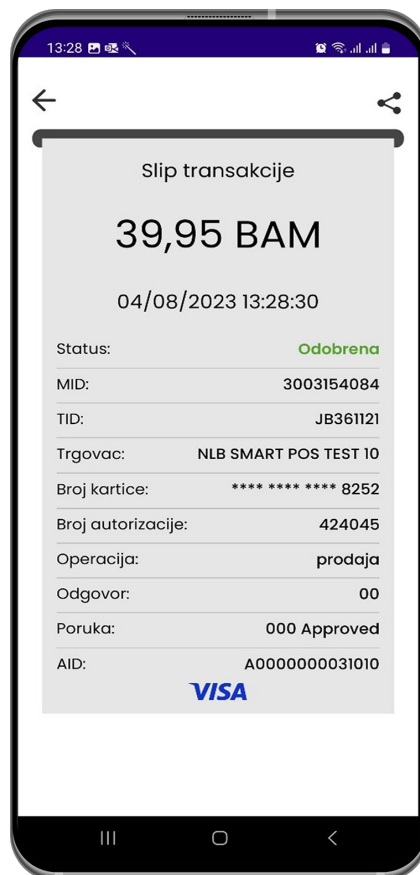 13:28
Slip transakcije
39,95 BAM
04/08/2023 13:28:30
Status: Odobrena
MID: 3003154084
TID: JB361121
Trgovac: NLB SMART POS TEST 10
Broj kartice: **** **** **** 8252
Broj autorizacije: 424045
Operacija: prodaja
Odgovor: 00
Poruka: 000 Approved
AID: A0000000031010
VISA